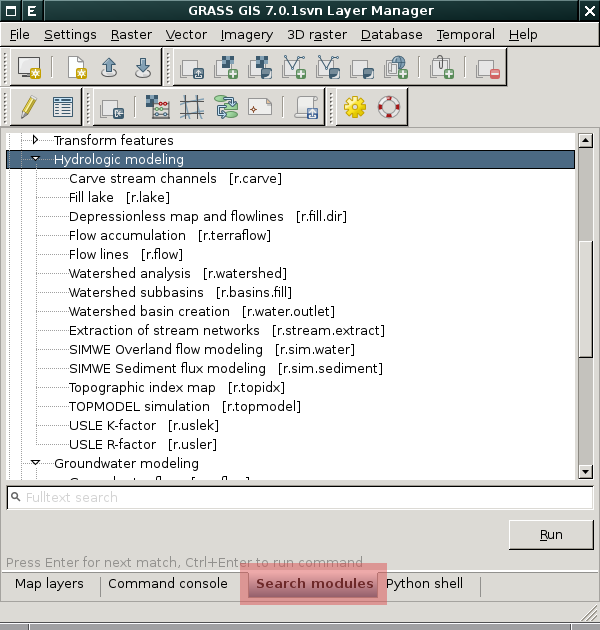 GRASS GIS 7.0.1svn Layer Manager
File Settings Raster Vector Imagery 3D raster Database Temporal Help
Transform features
Hydrologic modeling
Carve stream channels [r.carve]
Fill lake [r.lake]
Depressionless map and flowlines [r.fill.dir]
Flow accumulation [r.terraflow]
Flow lines [r.flow]
Watershed analysis [r.watershed]
Watershed subbasins [r.basins.fill]
Watershed basin creation [r.water.outlet]
Extraction of stream networks [r.stream.extract]
SIMWE Overland flow modeling [r.sim.water]
SIMWE Sediment flux modeling [r.sim.sediment]
Topographic index map [r.topidx]
TOPMODEL simulation [r.topmodel]
USLE K-factor [r.uslek]
USLE R-factor [r.usler]
Groundwater modeling
Fulltext search
Run
Press Enter for next match, Ctrl+Enter to run command
Map layers Command console Search modules Python shell